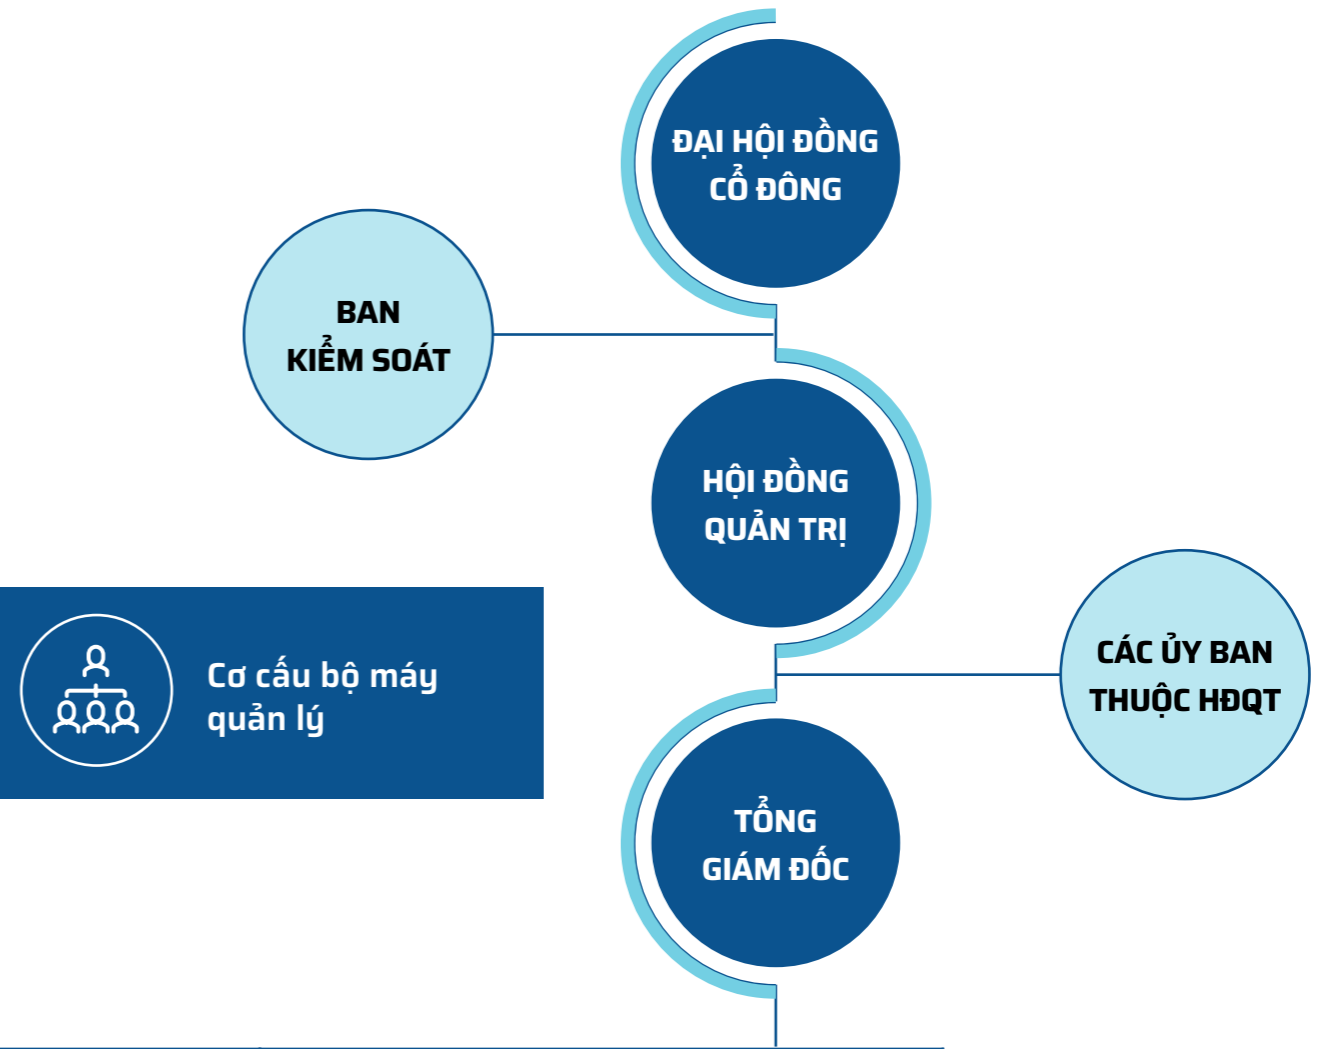 ĐẠI HỘI ĐỒNG
CỔ ĐÔNG
BAN
KIỂM SOÁT
HỘI ĐỒNG
QUẢN TRỊ
Cơ cấu bộ máy
quản lý
CÁC ỦY BAN
THUỘC HĐQT
TỔNG
GIÁM ĐỐC